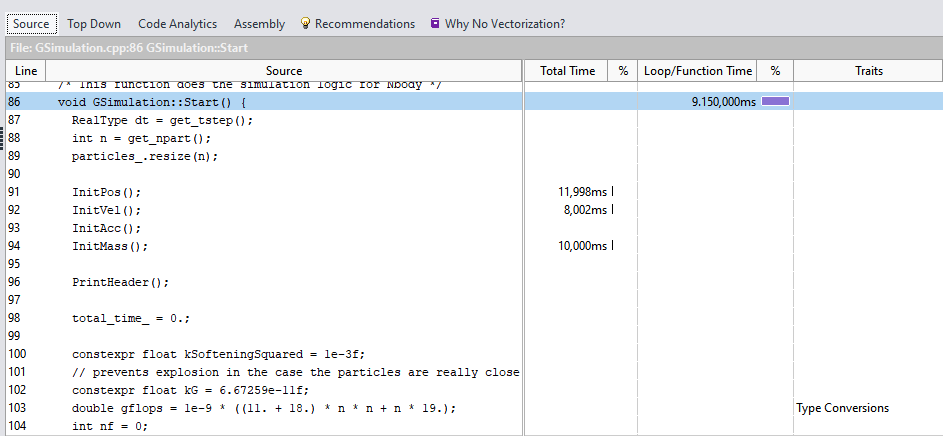 Source Top Down Code Analytics Assembly Recommendations Why No Vectorization?
File: GSimulation.cpp:86 GSimulation::Start
Line Source Total Time % Loop/Function Time % Traits
85 /* This function does the simulation logic for Nbody */
86 void GSimulation::Start() { 9.150,000ms
87 RealType dt = get_tstep();
88 int n = get_npart();
89 particles_.resize(n);
90
91 InitPos(); 11,998ms
92 InitVel(); 8,002ms
93 InitAcc();
94 InitMass(); 10,000ms
95
96 PrintHeader();
97
98 total_time_ = 0.;
99
100 constexpr float kSofteningSquared = 1e-3f;
101 // prevents explosion in the case the particles are really close
102 constexpr float kG = 6.67259e-11f;
103 double gflops = 1e-9 * ((11. + 18.) * n * n + n * 19.); Type Conversions
104 int nf = 0;